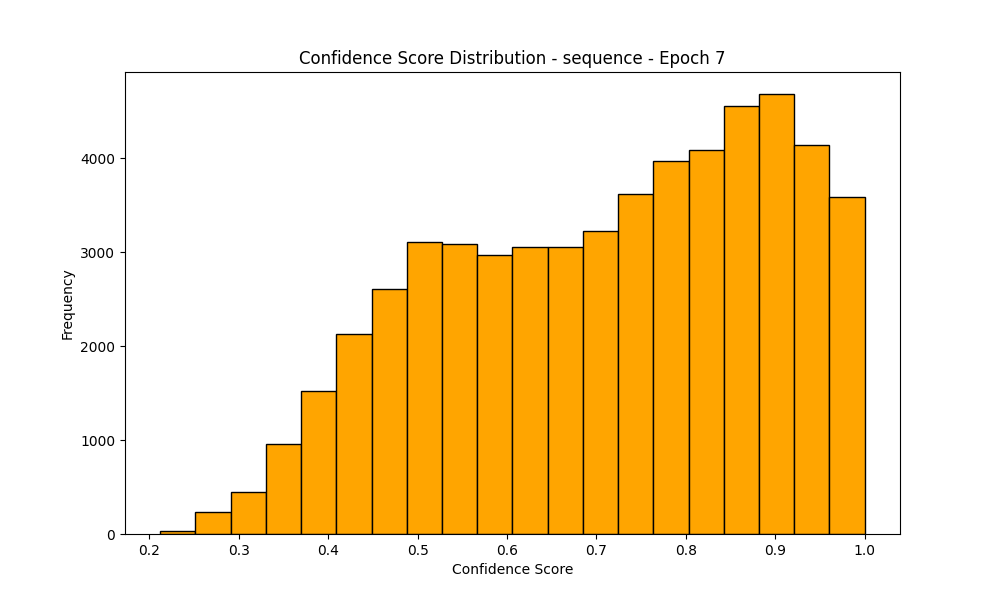 Confidence Score Distribution - sequence - Epoch 7
Frequency
4000
3000
2000
1000
0
0.2 0.3 0.4 0.5 0.6 0.7 0.8 0.9 1.0
Confidence Score